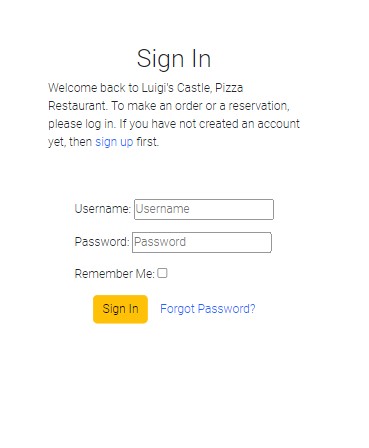 Sign In
Welcome back to Luigi's Castle, Pizza
Restaurant. To make an order or a reservation,
please log in. If you have not created an account
yet, then sign up first.
Username: Username
Password: Password
Remember Me:
Sign In Forgot Password?